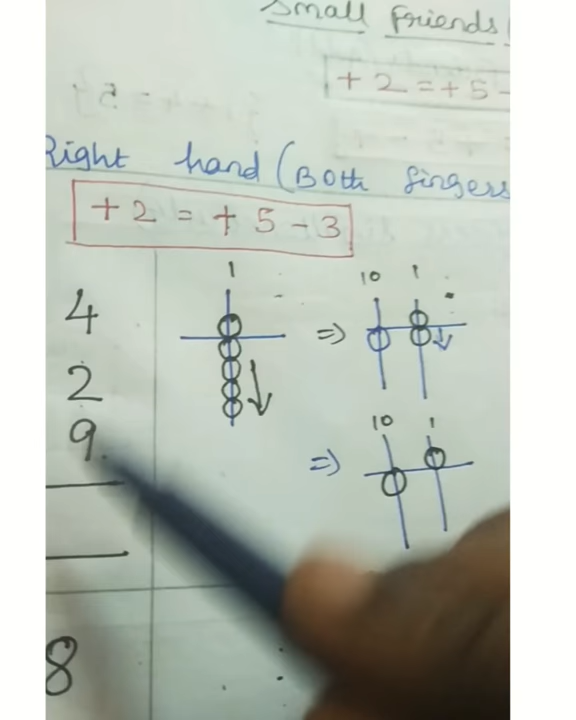 Small Friends
+ 2 = + 5 -
Right hand (Both fingers
+ 2 = + 5 - 3
1
10 1
4
=>
2
10 1
9
=>
8